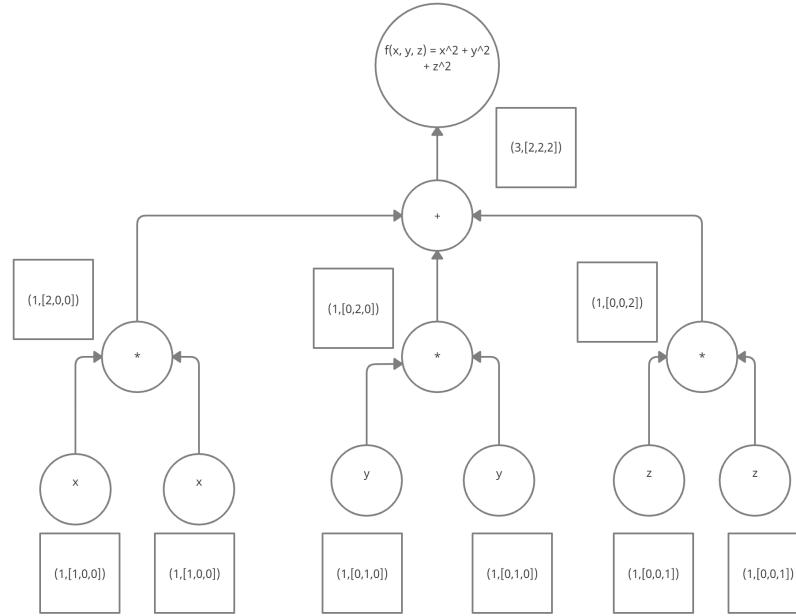 f(x, y, z) = x^2 + y^2
+ z^2
(3,[2,2,2])
+
(1,[2,0,0])
(1,[0,2,0])
(1,[0,0,2])
*
*
*
x
x
y
y
z
z
(1,[1,0,0])
(1,[1,0,0])
(1,[0,1,0])
(1,[0,1,0])
(1,[0,0,1])
(1,[0,0,1])